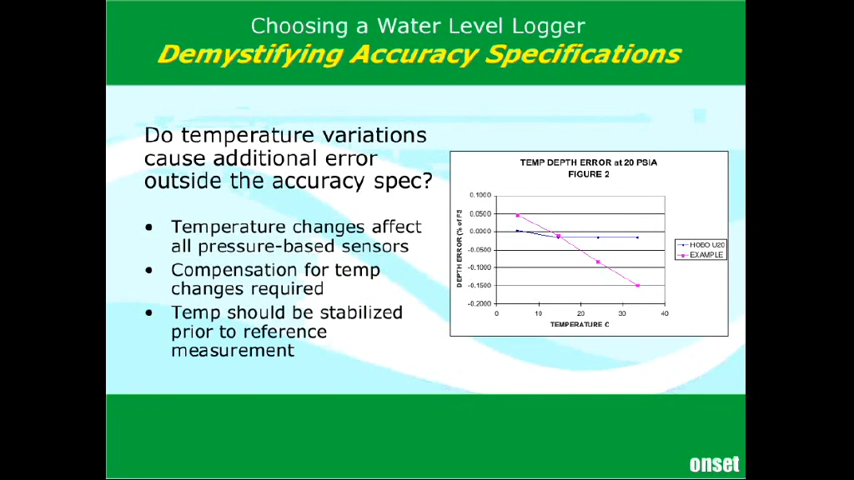 Choosing a Water Level Logger
Demystifying Accuracy Specifications
Do temperature variations
cause additional error
outside the accuracy spec?
• Temperature changes affect
all pressure-based sensors
• Compensation for temp
changes required
• Temp should be stabilized
prior to reference
measurement
TEMP DEPTH ERROR at 20 PSIA
FIGURE 2
DEPTH ERROR (% of FS
0.1000
0.0500
0.0000
-0.0500
-0.1000
-0.1500
-0.2000
0 10 20 30 40
TEMPERATURE C
HOBO U20
EXAMPLE
onset